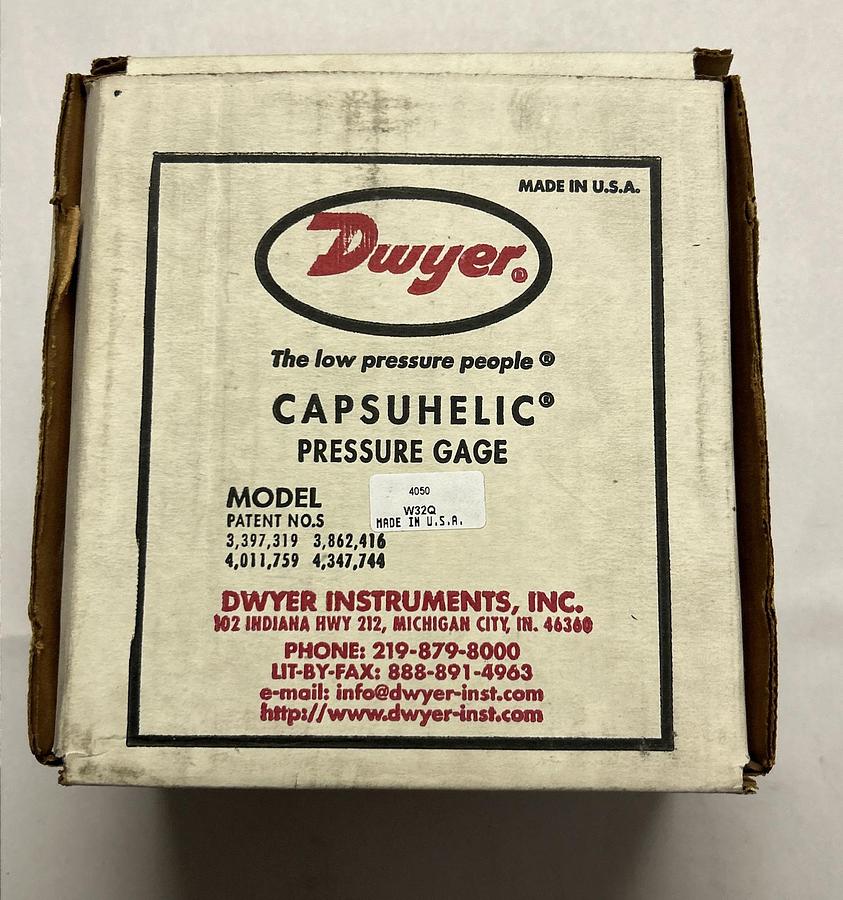 MADE IN U.S.A.
Dwyer®
The low pressure people ®
CAPSUHELIC®
PRESSURE GAGE
MODEL
4050
W32Q
MADE IN U.S.A.
PATENT NO.S
3,397,319 3,862,416
4,011,759 4,347,744
DWYER INSTRUMENTS, INC.
102 INDIANA HWY 212, MICHIGAN CITY, IN. 46360
PHONE: 219-879-8000
LIT-BY-FAX: 888-891-4963
e-mail: info@dwyer-inst.com
http://www.dwyer-inst.com